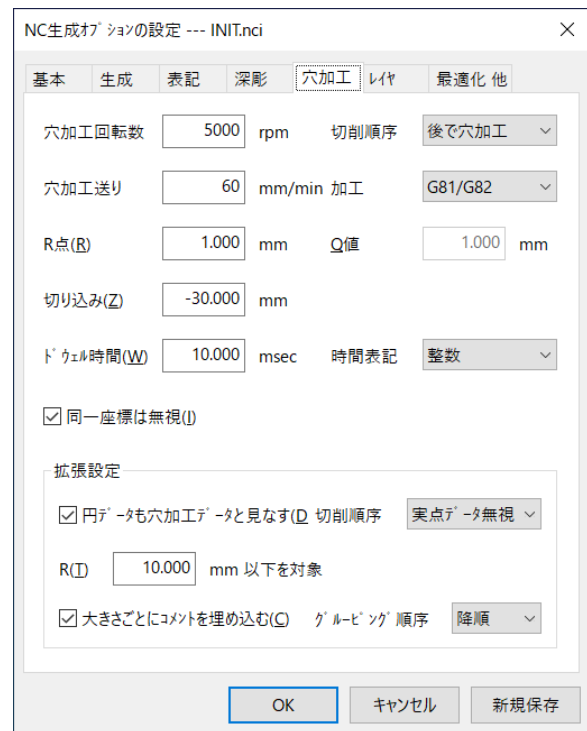 NC生成ｵﾌﾟｼｮﾝの設定 --- INIT.nci
基本 生成 表記 深彫 穴加工 ﾚｲﾔ 最適化 他
穴加工回転数 5000 rpm 切削順序 後で穴加工
穴加工送り 60 mm/min 加工 G81/G82
R点(R) 1.000 mm Q値 1.000 mm
切り込み(Z) -30.000 mm
ﾄﾞｳｪﾙ時間(W) 10.000 msec 時間表記 整数
同一座標は無視(I)
拡張設定
円ﾃﾞｰﾀも穴加工ﾃﾞｰﾀと見なす(D 切削順序 実点ﾃﾞｰﾀ無視
R(T) 10.000 mm 以下を対象
大きさごとにｺﾒﾝﾄを埋め込む(C) ｸﾞﾙｰﾋﾟﾝｸﾞ順序 降順
OK キャンセル 新規保存